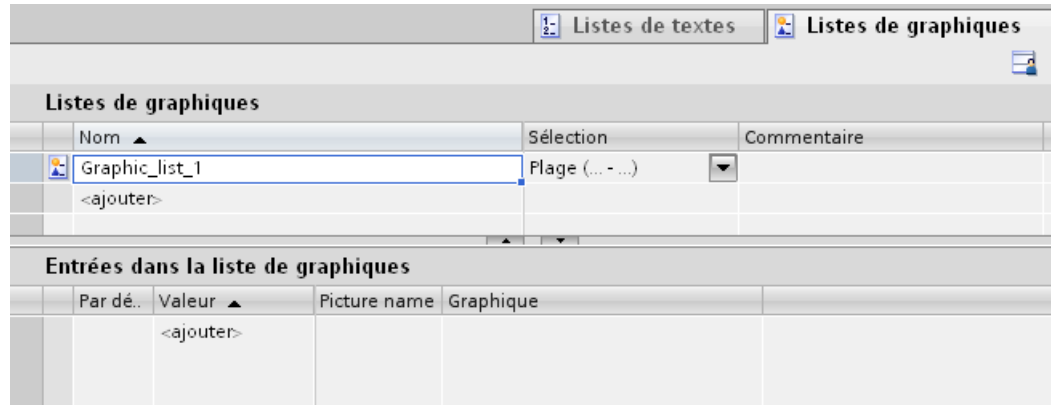 Listes de textes Listes de graphiques
Listes de graphiques
Nom Sélection Commentaire
Graphic_list_1 Plage (... - ...)
<ajouter>
Entrées dans la liste de graphiques
Par dé.. Valeur Picture name Graphique
<ajouter>